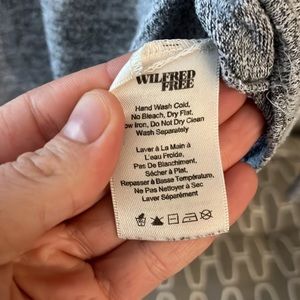 WILFRED
FREE
Hand Wash Cold,
No Bleach, Dry Flat,
ow Iron, Do Not Dry Clean
Wash Separately
Laver À La Main à
L'eau Froide,
Pas De Blanchiment,
Sécher à Plat,
Repasser à Basse Température,
Ne Pas Nettoyer à Sec
Laver Séparément